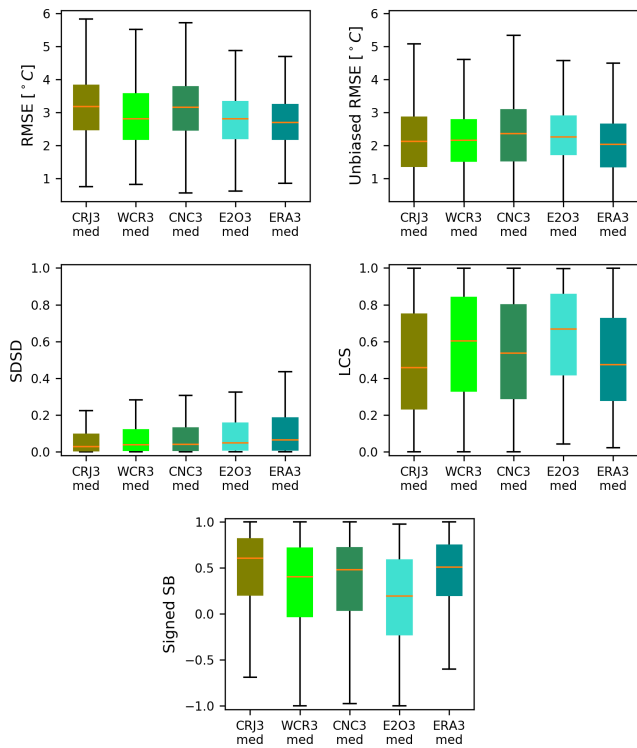 6
5
4
3
2
1
RMSE [ °C]
CRJ3 WCR3 CNC3 E2O3 ERA3
med med med med med
6
5
4
3
2
1
Unbiased RMSE [ °C]
CRJ3 WCR3 CNC3 E2O3 ERA3
med med med med med
1.0
0.8
0.6
0.4
0.2
0.0
SDSD
CRJ3 WCR3 CNC3 E2O3 ERA3
med med med med med
1.0
0.8
0.6
0.4
0.2
0.0
LCS
CRJ3 WCR3 CNC3 E2O3 ERA3
med med med med med
1.0
0.5
0.0
−0.5
−1.0
Signed SB
CRJ3 WCR3 CNC3 E2O3 ERA3
med med med med med